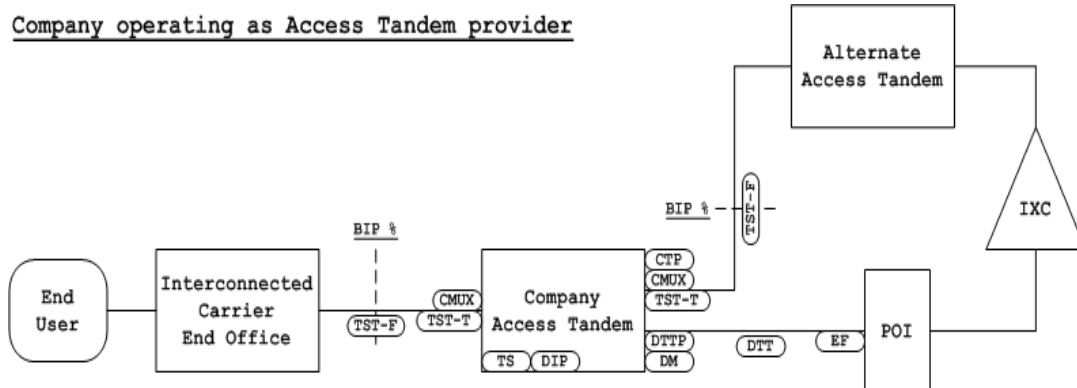 Company operating as Access Tandem provider
Alternate
Access Tandem
TST-F
BIP %
IXC
BIP %
End
User
Interconnected
Carrier
End Office
TST-F
CMUX
TST-T
Company
Access Tandem
TS
DIP
CTP
CMUX
TST-T
DTTP
DM
DTT
EF
POI